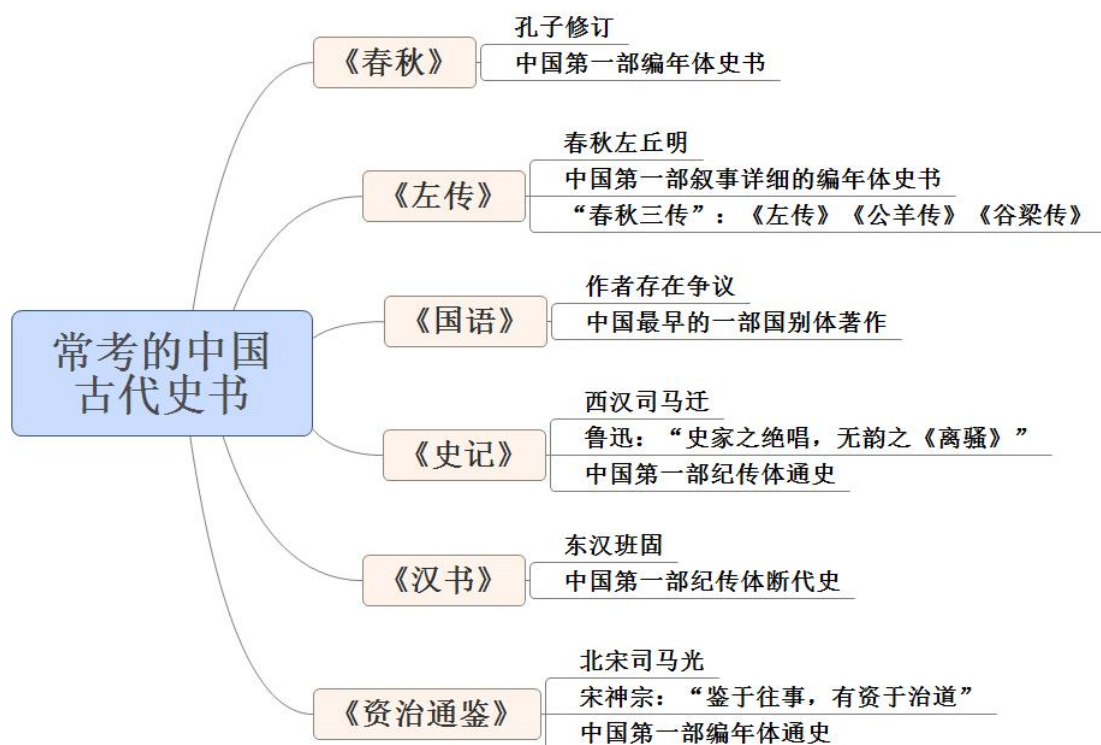 常考的中国
古代史书
《春秋》
孔子修订
中国第一部编年体史书
《左传》
春秋左丘明
中国第一部叙事详细的编年体史书
“春秋三传”：《左传》《公羊传》《谷梁传》
《国语》
作者存在争议
中国最早的一部国别体著作
《史记》
西汉司马迁
鲁迅：“史家之绝唱，无韵之《离骚》”
中国第一部纪传体通史
《汉书》
东汉班固
中国第一部纪传体断代史
《资治通鉴》
北宋司马光
宋神宗：“鉴于往事，有资于治道”
中国第一部编年体通史